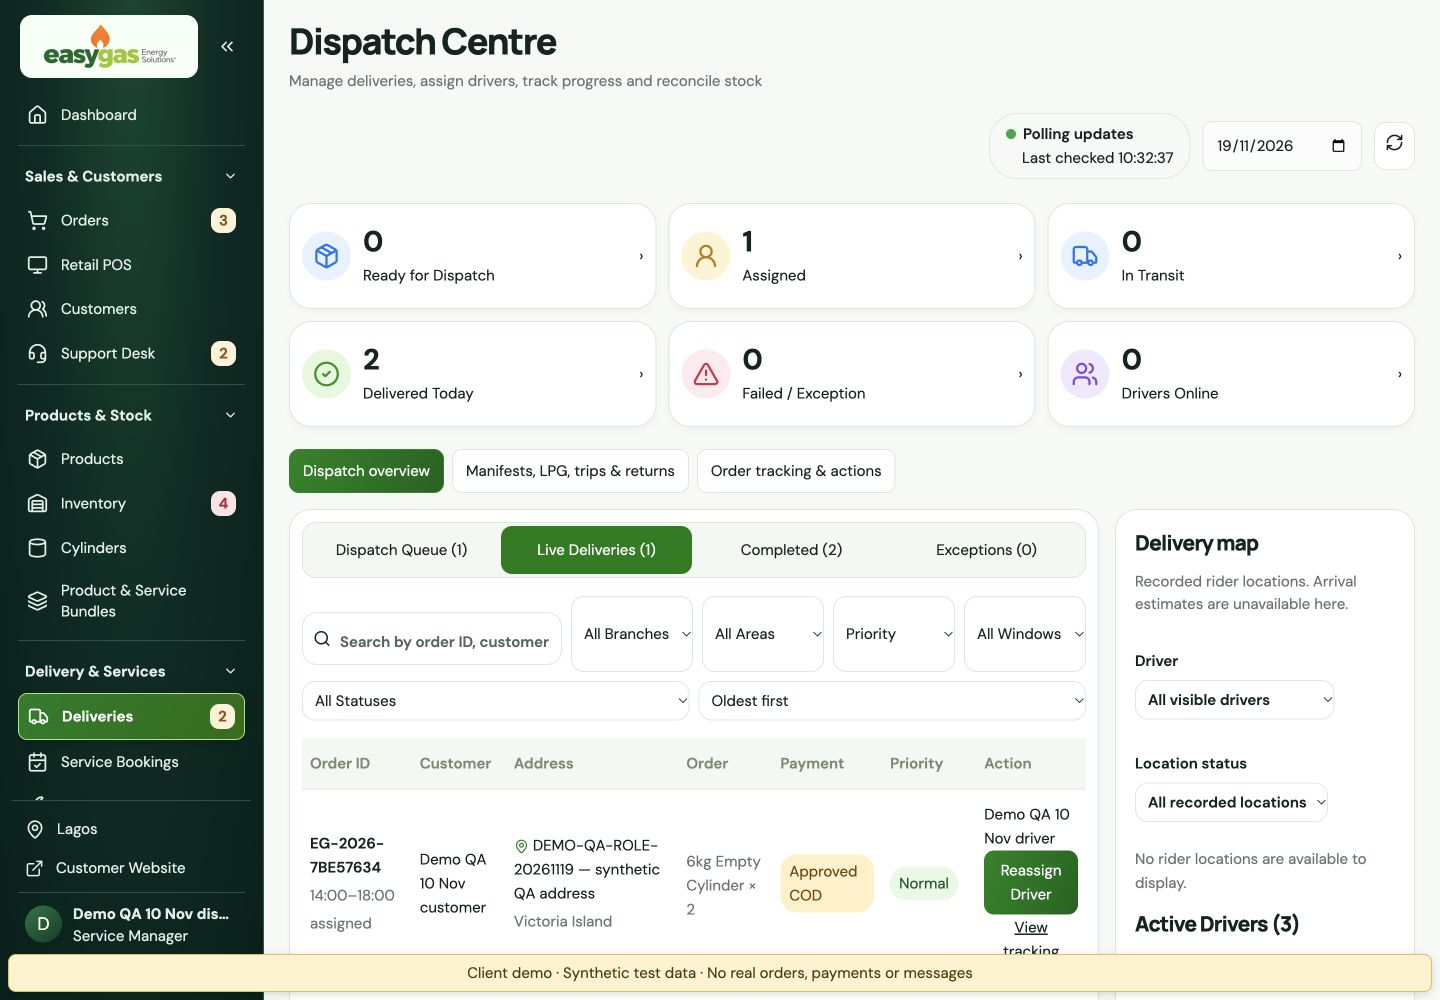 easygas Energy Solutions
Dashboard
Sales & Customers
Orders 3
Retail POS
Customers
Support Desk 2
Products & Stock
Products
Inventory 4
Cylinders
Product & Service
Bundles
Delivery & Services
Deliveries 2
Service Bookings
Lagos
Customer Website
D
Demo QA 10 Nov dis...
Service Manager
Dispatch Centre
Manage deliveries, assign drivers, track progress and reconcile stock
Polling updates
Last checked 10:32:37
19/11/2026
0
Ready for Dispatch
1
Assigned
0
In Transit
2
Delivered Today
0
Failed / Exception
0
Drivers Online
Dispatch overview
Manifests, LPG, trips & returns
Order tracking & actions
Dispatch Queue (1)
Live Deliveries (1)
Completed (2)
Exceptions (0)
Search by order ID, customer
All Branches
All Areas
Priority
All Windows
All Statuses
Oldest first
Order ID Customer Address Order Payment Priority Action
EG-2026-
7BE57634
14:00–18:00
assigned
Demo QA
10 Nov
customer
DEMO-QA-ROLE-
20261119 — synthetic
QA address
Victoria Island
6kg Empty
Cylinder ×
2
Approved
COD
Normal
Demo QA 10
Nov driver
Reassign
Driver
View
tracking
Delivery map
Recorded rider locations. Arrival
estimates are unavailable here.
Driver
All visible drivers
Location status
All recorded locations
No rider locations are available to
display.
Active Drivers (3)
Client demo · Synthetic test data · No real orders, payments or messages